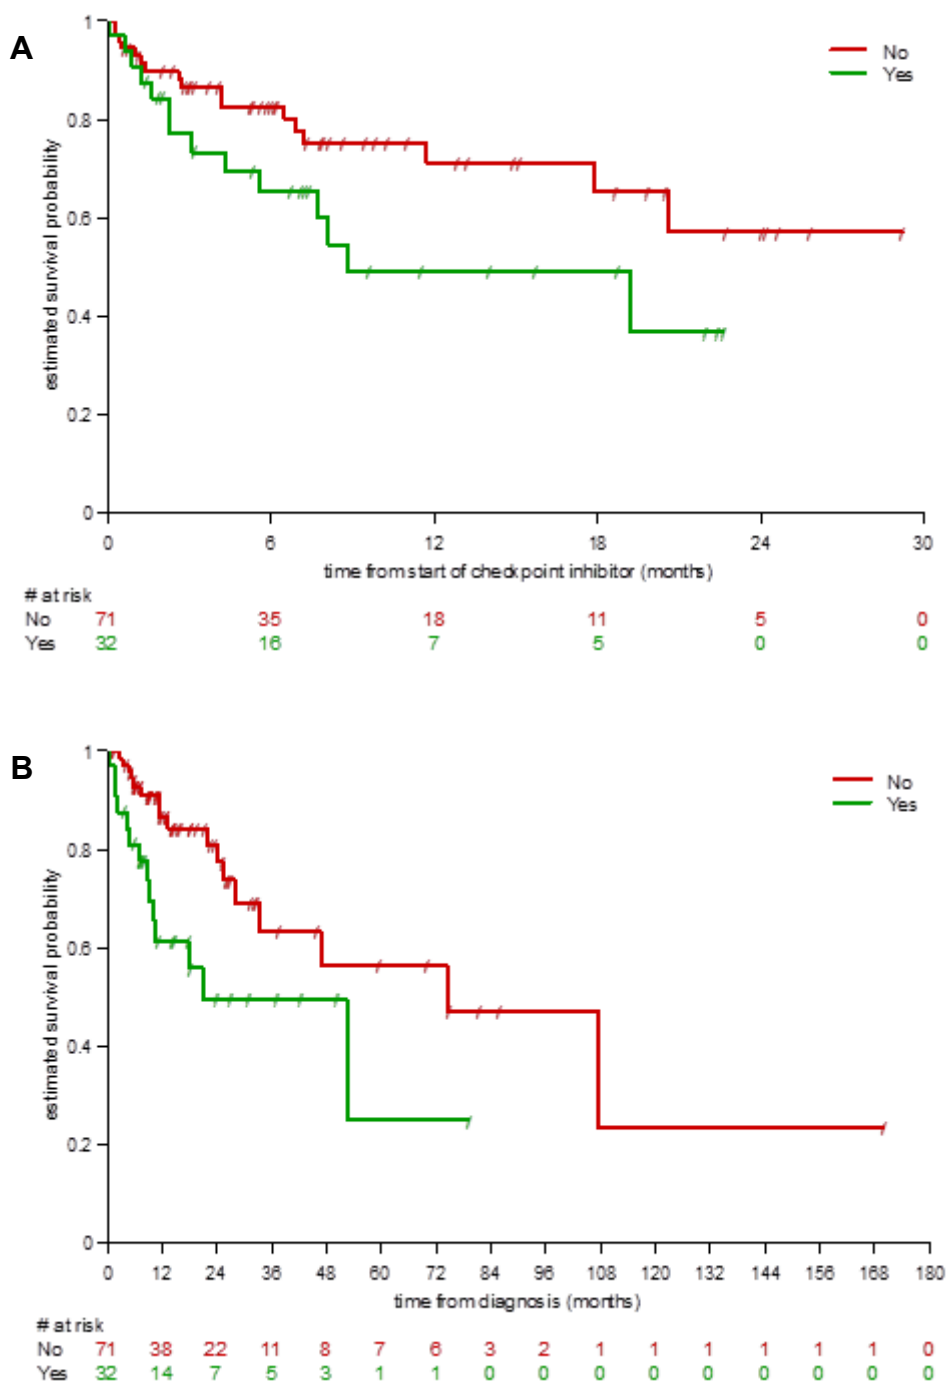 A
No
Yes
estimated survival probability
1
0.8
0.6
0.4
0.2
0
0 6 12 18 24 30
time from start of checkpoint inhibitor (months)
# at risk
No 71 35 18 11 5 0
Yes 32 16 7 5 0 0
B
No
Yes
estimated survival probability
1
0.8
0.6
0.4
0.2
0
0 12 24 36 48 60 72 84 96 108 120 132 144 156 168 180
time from diagnosis (months)
# at risk
No 71 38 22 11 8 7 6 3 2 1 1 1 1 1 1 0
Yes 32 14 7 5 3 1 1 0 0 0 0 0 0 0 0 0